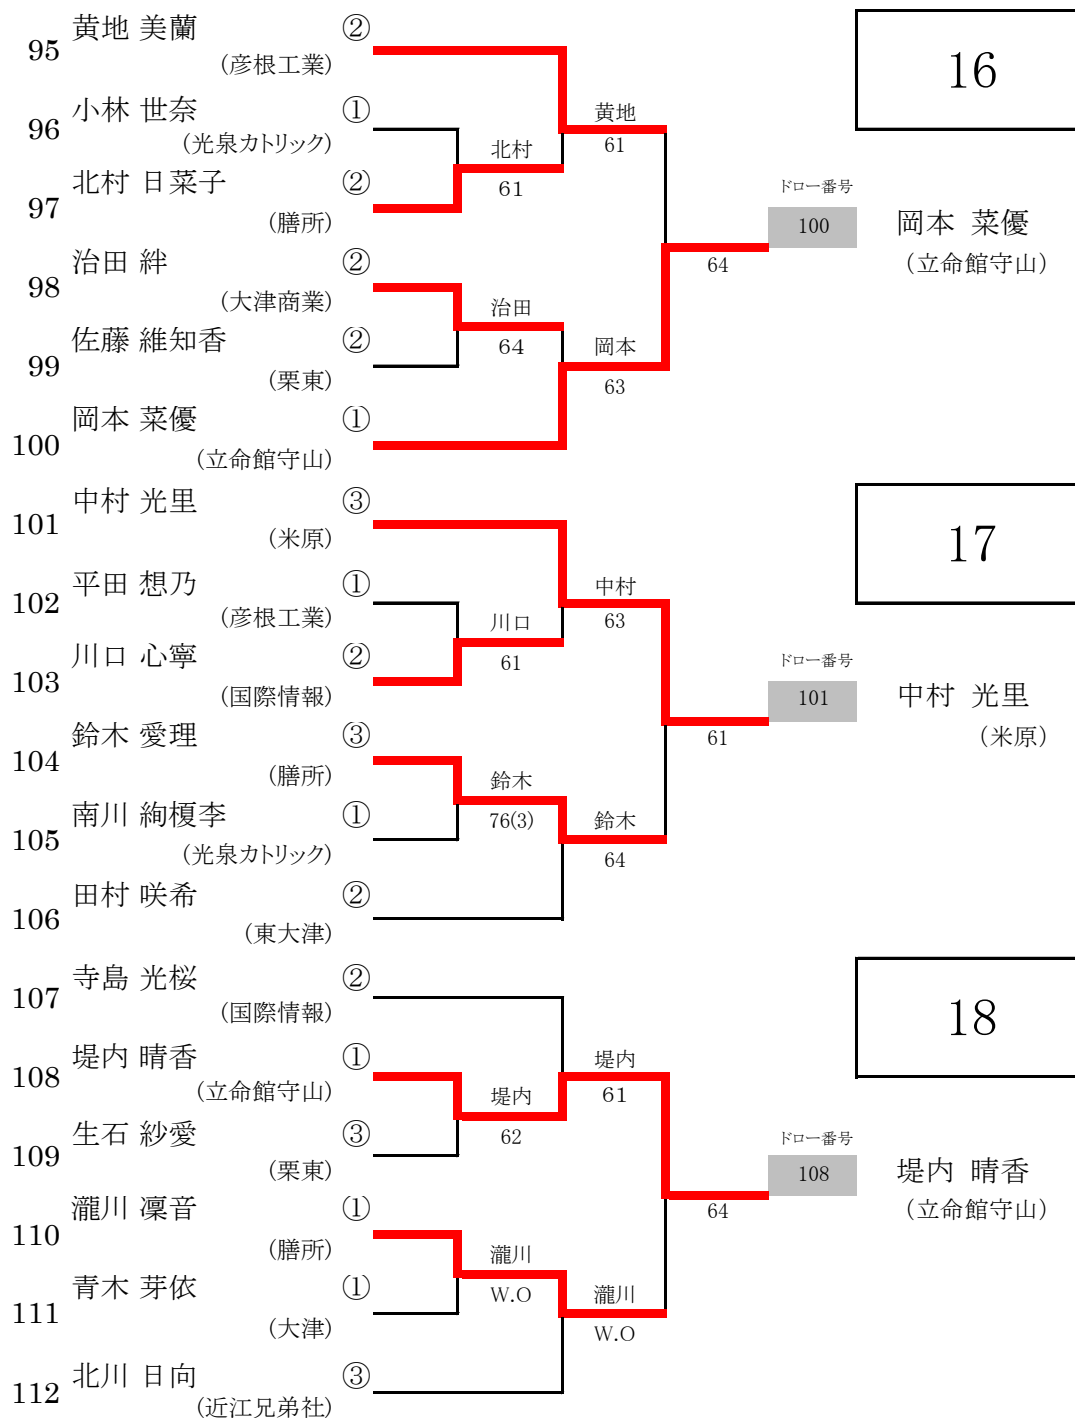 黄地 美蘭 ②
95
(彦根工業)
16
小林 世奈 ①
96
(光泉カトリック)
黄地
61
北村
61
北村 日菜子 ②
97
(膳所)
ドロー番号
100
岡本 菜優
(立命館守山)
64
治田 絆 ②
98
(大津商業)
治田
64
佐藤 維知香 ②
99
(栗東)
岡本
63
岡本 菜優 ①
100
(立命館守山)
中村 光里 ③
101
(米原)
17
平田 想乃 ①
102
(彦根工業)
中村
63
川口
61
川口 心寧 ②
103
(国際情報)
ドロー番号
101
中村 光里
(米原)
61
鈴木 愛理 ③
104
(膳所)
鈴木
76(3)
南川 絢榎李 ①
105
(光泉カトリック)
鈴木
64
田村 咲希 ②
106
(東大津)
寺島 光桜 ②
107
(国際情報)
18
堤内 晴香 ①
108
(立命館守山)
堤内
61
堤内
62
生石 紗愛 ③
109
(栗東)
ドロー番号
108
堤内 晴香
(立命館守山)
64
瀧川 凜音 ①
110
(膳所)
瀧川
W.O
青木 芽依 ①
111
(大津)
瀧川
W.O
北川 日向 ③
112
(近江兄弟社)